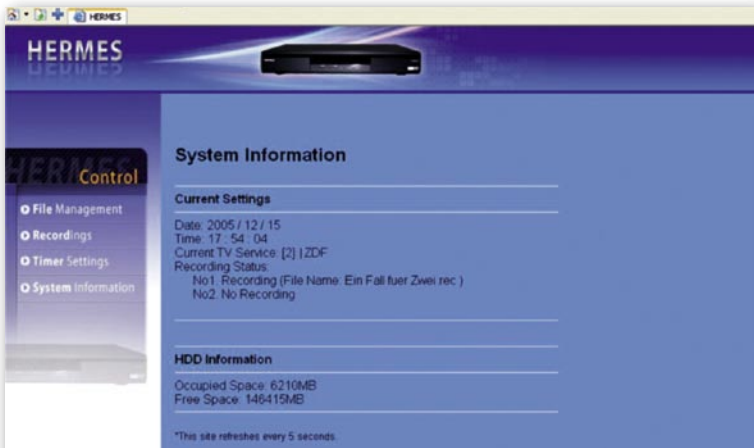 HERMES
HERMES
HERMES
Control
File Management
Recordings
Timer Settings
System Information
System Information
Current Settings
Date: 2005 / 12 / 15
Time: 17 : 54 : 04
Current TV Service: [2] | ZDF
Recording Status:
No1. Recording (File Name: Ein Fall fuer Zwei.rec )
No2. No Recording
HDD Information
Occupied Space: 6210MB
Free Space: 146415MB
*This site refreshes every 5 seconds.